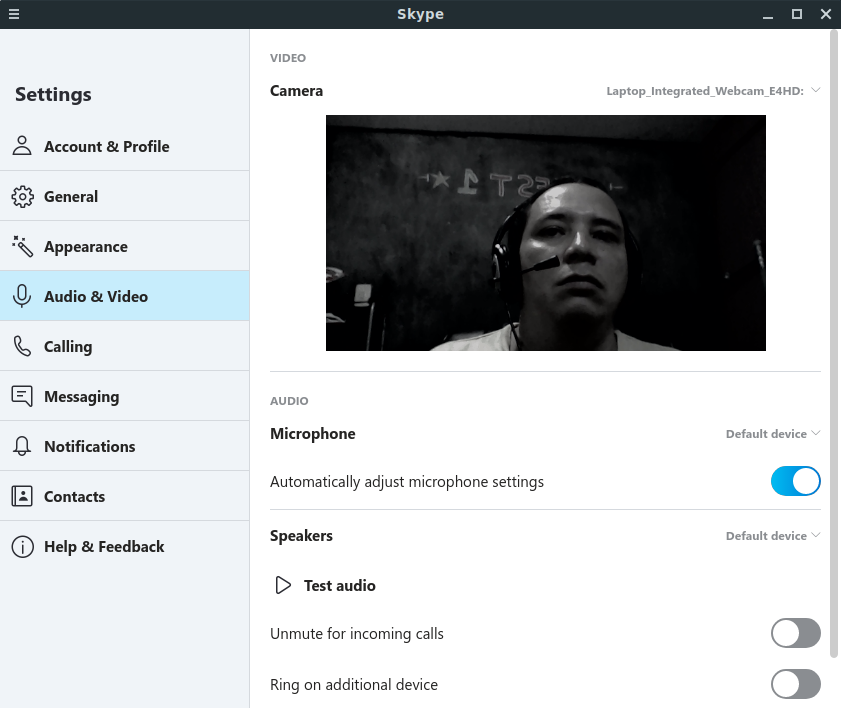 Skype
Settings
Account & Profile
General
Appearance
Audio & Video
Calling
Messaging
Notifications
Contacts
Help & Feedback
VIDEO
Camera
Laptop_Integrated_Webcam_E4HD:
TEST 1
AUDIO
Microphone
Default device
Automatically adjust microphone settings
Speakers
Default device
Test audio
Unmute for incoming calls
Ring on additional device